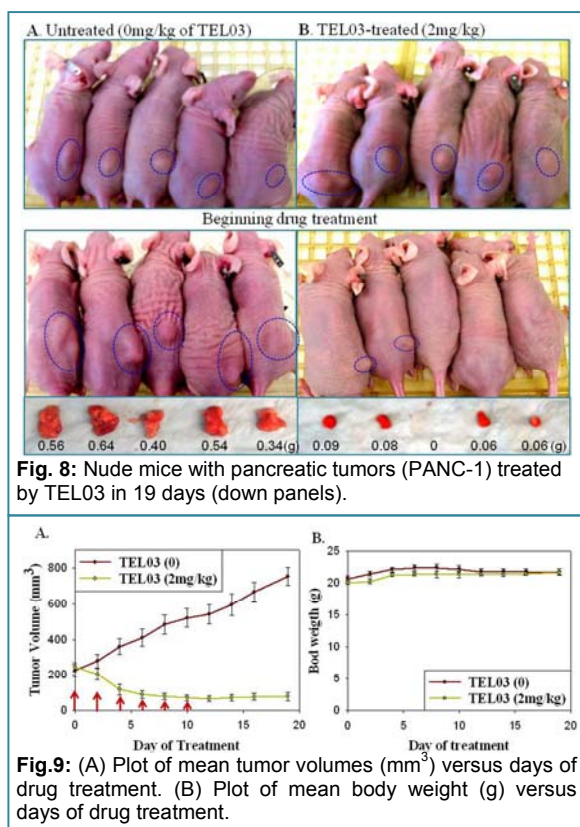 A. Untreated (0mg/kg of TEL03)
B. TEL03-treated (2mg/kg)
Beginning drug treatment
0.56 0.64 0.40 0.54 0.34(g)
0.09 0.08 0 0.06 0.06(g)
Fig. 8: Nude mice with pancreatic tumors (PANC-1) treated
by TEL03 in 19 days (down panels).
A.
TEL03 (0)
TEL03 (2mg/kg)
Tumor Volume (mm³)
800
600
400
200
0
0 5 10 15 20
Day of Treatment
B.
Bod weigth (g)
25
20
15
10
5
0
TEL03 (0)
TEL03 (2mg/kg)
0 5 10 15 20
Day of treatment
Fig.9: (A) Plot of mean tumor volumes (mm³) versus days of
drug treatment. (B) Plot of mean body weight (g) versus
days of drug treatment.